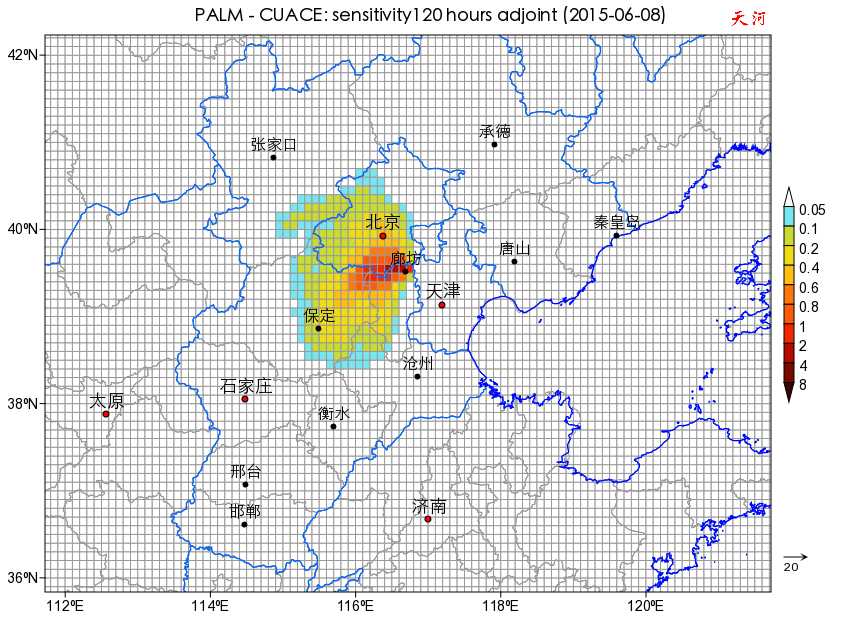 PALM - CUACE: sensitivity120 hours adjoint (2015-06-08)
天河
42°N
承德
张家口
40°N
北京
秦皇岛
唐山
廊坊
天津
保定
沧州
38°N
石家庄
太原
衡水
邢台
济南
邯郸
36°N
112°E
114°E
116°E
118°E
120°E
0.05
0.1
0.2
0.4
0.6
0.8
1
2
4
8
20